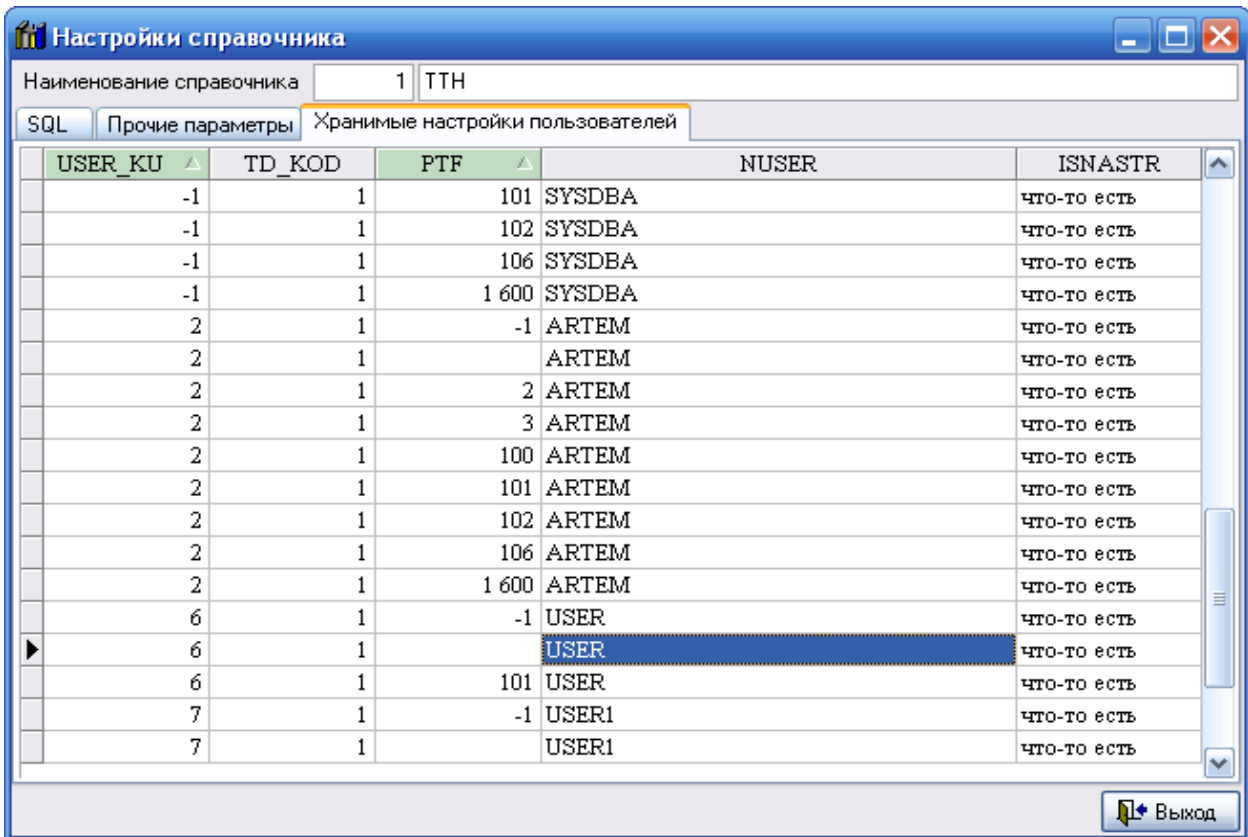 Настройки справочника
Наименование справочника 1 ТТН
SQL Прочие параметры Хранимые настройки пользователей
USER_KU TD_KOD PTF NUSER ISNASTR
-1 1 101 SYSDBA что-то есть
-1 1 102 SYSDBA что-то есть
-1 1 106 SYSDBA что-то есть
-1 1 1 600 SYSDBA что-то есть
2 1 -1 ARTEM что-то есть
2 1 ARTEM что-то есть
2 1 2 ARTEM что-то есть
2 1 3 ARTEM что-то есть
2 1 100 ARTEM что-то есть
2 1 101 ARTEM что-то есть
2 1 102 ARTEM что-то есть
2 1 106 ARTEM что-то есть
2 1 1 600 ARTEM что-то есть
6 1 -1 USER что-то есть
6 1 USER что-то есть
6 1 101 USER что-то есть
7 1 -1 USER1 что-то есть
7 1 USER1 что-то есть
Выход